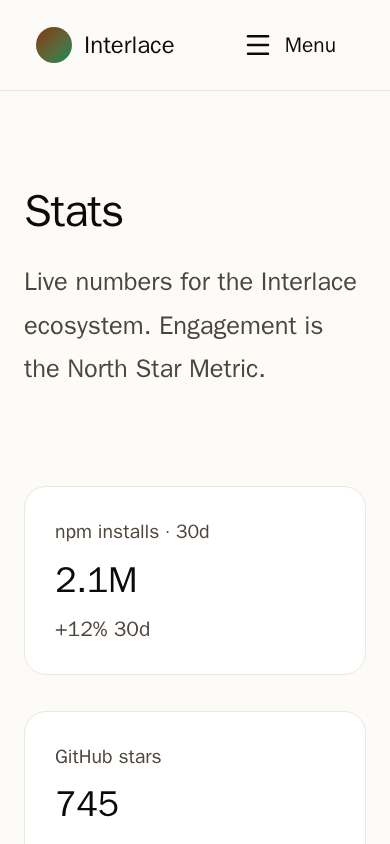 Interlace
Menu
Stats
Live numbers for the Interlace
ecosystem. Engagement is
the North Star Metric.
npm installs · 30d
2.1M
+12% 30d
GitHub stars
745